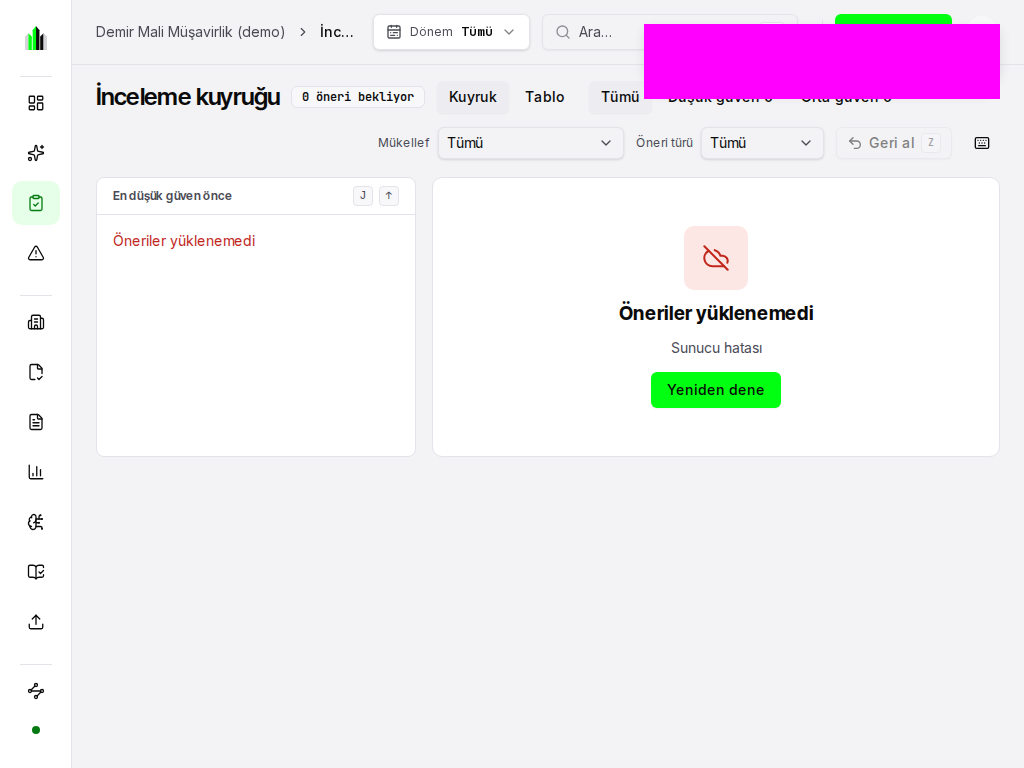 Demir Mali Müşavirlik (demo) > İnc...
Dönem Tümü
Ara...
İnceleme kuyruğu
0 öneri bekliyor
Kuyruk Tablo Tümü
Mükellef Tümü
Öneri türü Tümü
Geri al Z
En düşük güven önce J ↑
Öneriler yüklenemedi
Öneriler yüklenemedi
Sunucu hatası
Yeniden dene